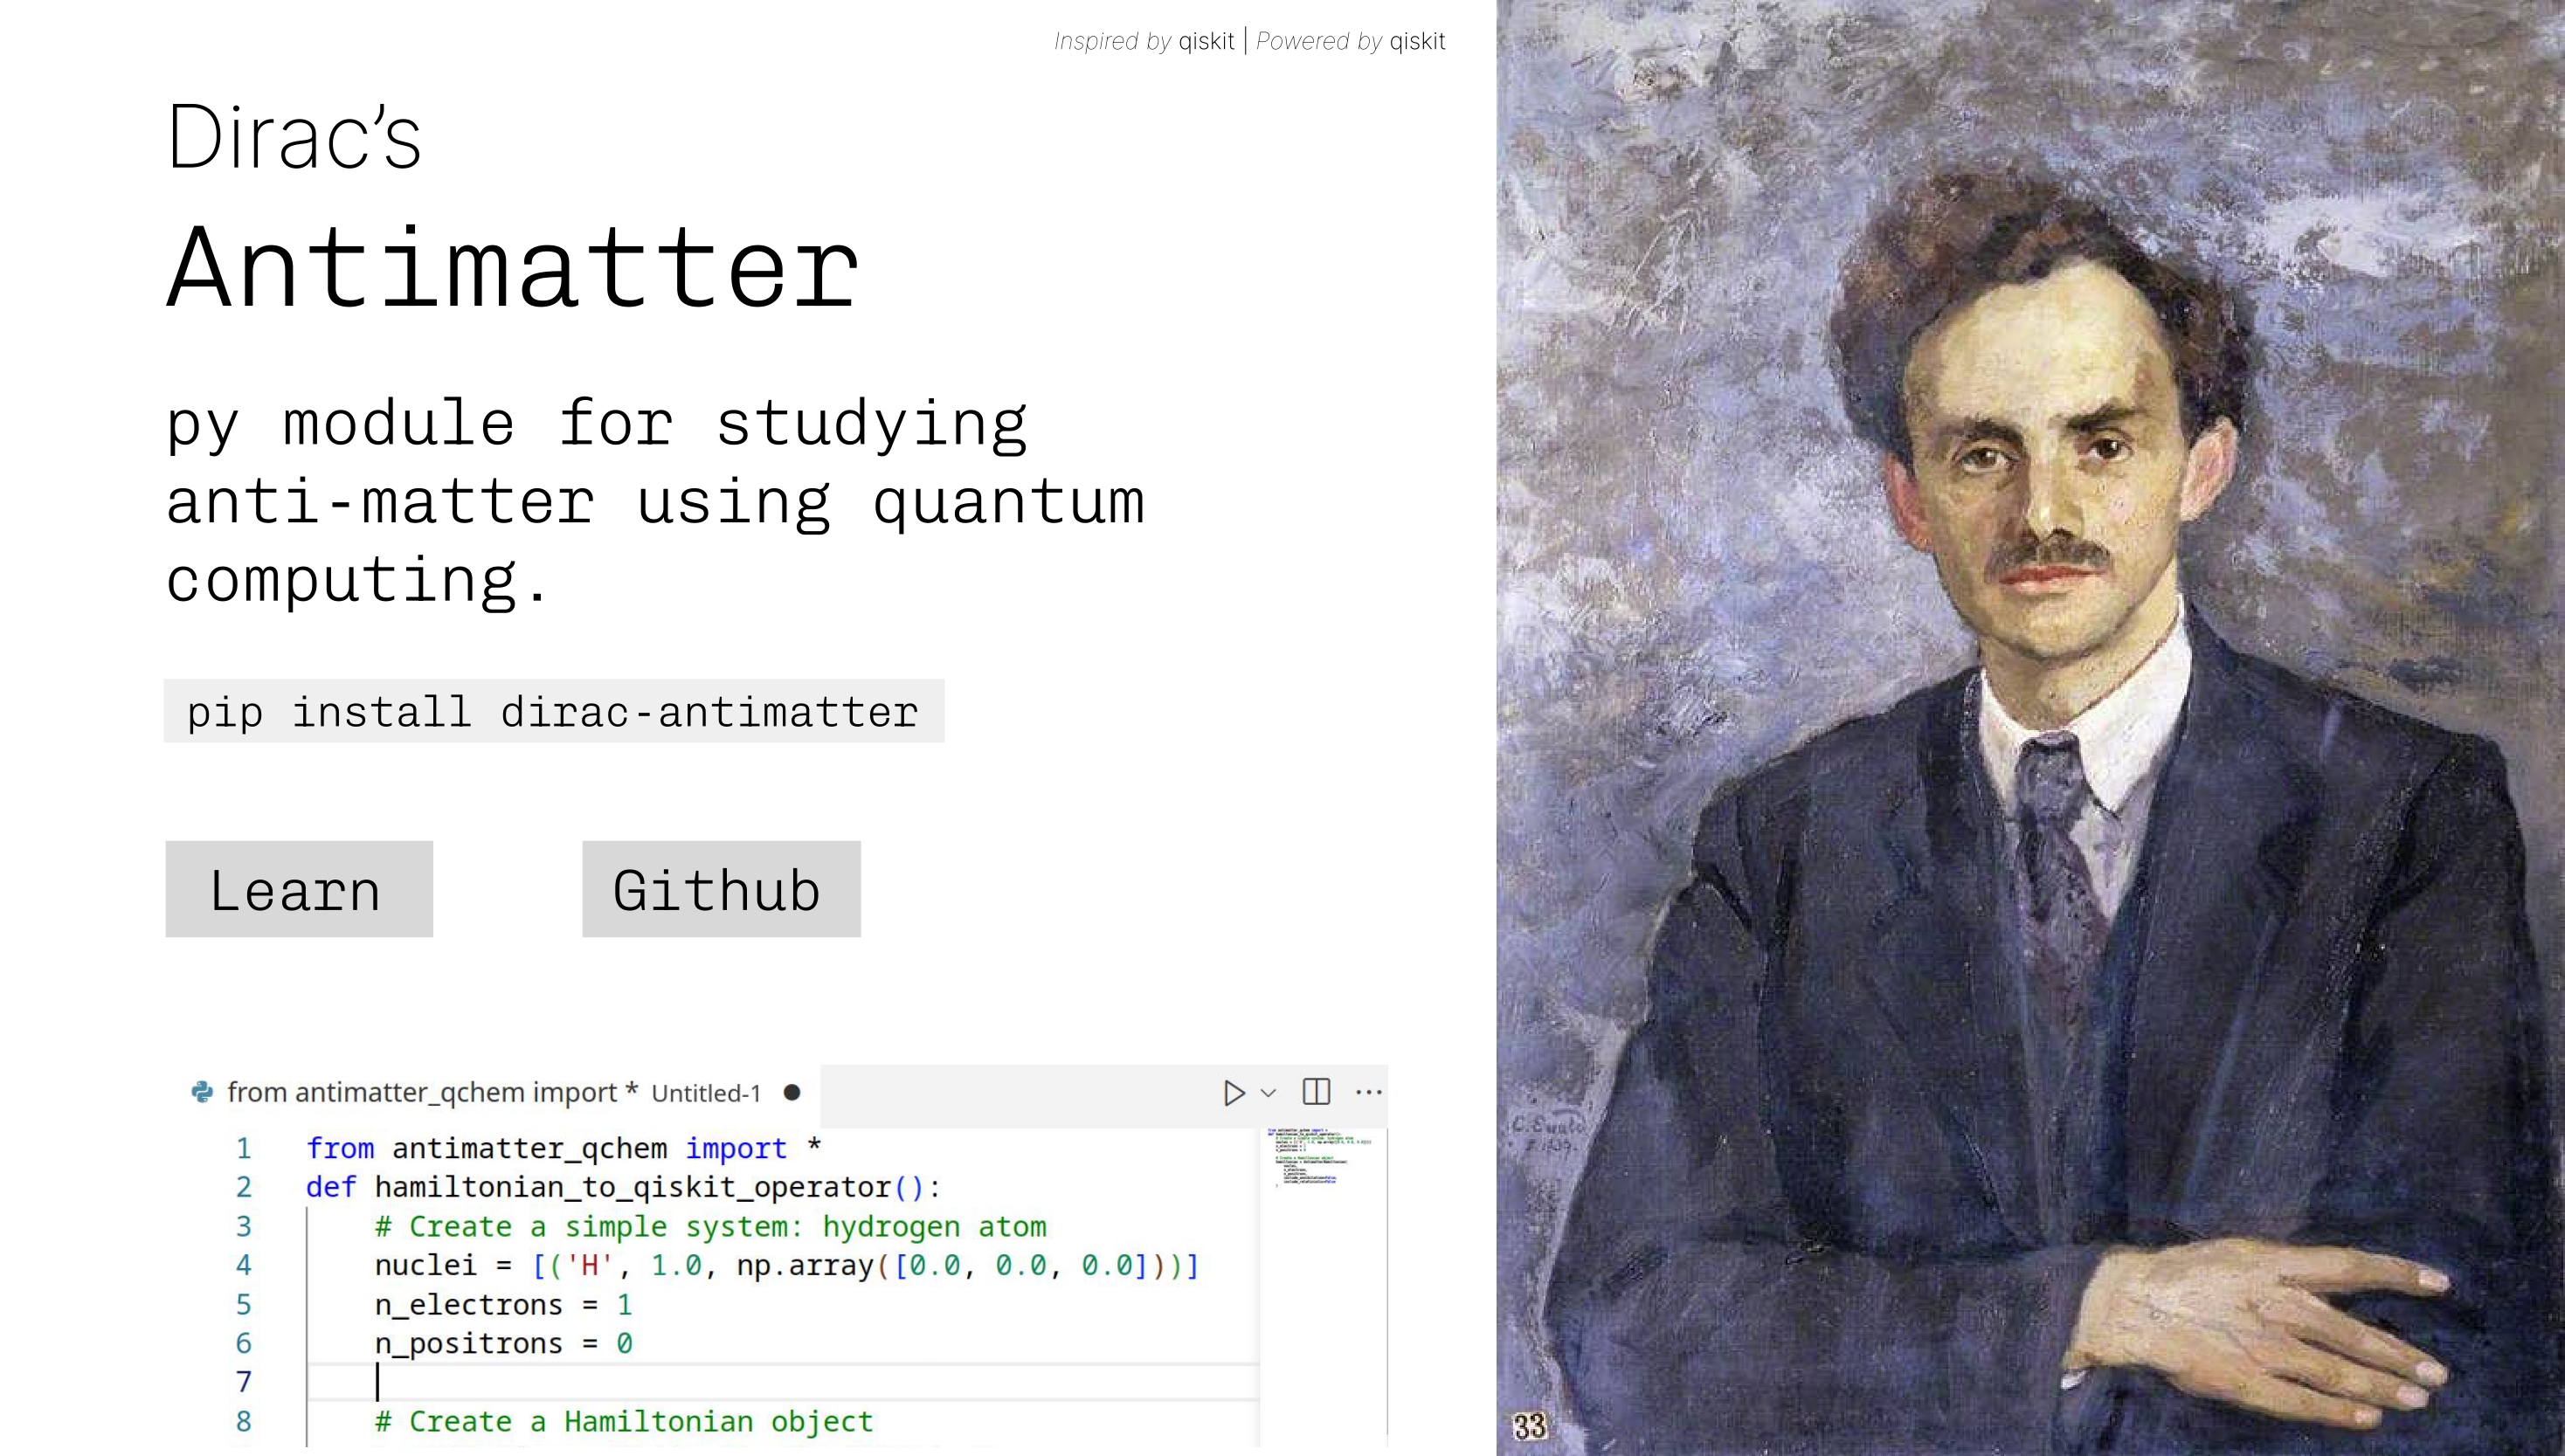 Inspired by qiskit | Powered by qiskit
Dirac’s
Antimatter
py module for studying
anti-matter using quantum
computing.
pip install dirac-antimatter
Learn
Github
from antimatter_qchem import * Untitled-1
1 from antimatter_qchem import *
2 def hamiltonian_to_qiskit_operator():
3 # Create a simple system: hydrogen atom
4 nuclei = [('H', 1.0, np.array([0.0, 0.0, 0.0]))]
5 n_electrons = 1
6 n_positrons = 0
7
8 # Create a Hamiltonian object
C. Ewald
33